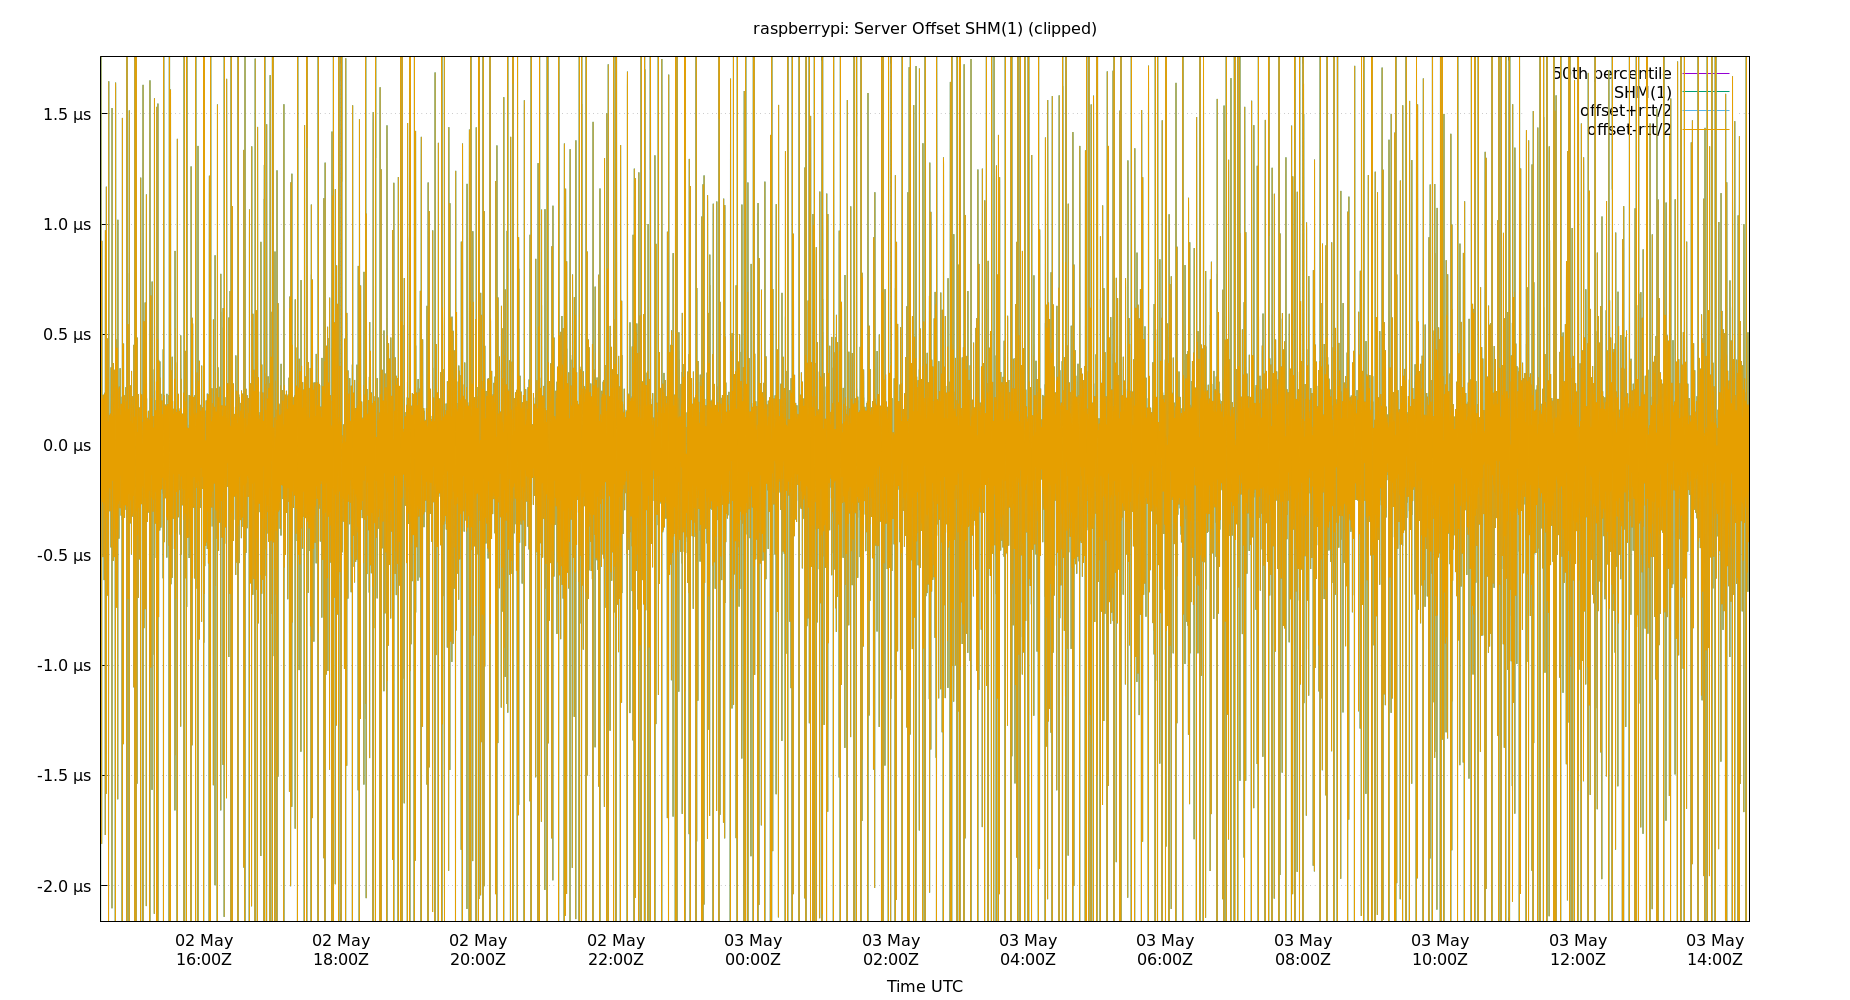 raspberrypi: Server Offset SHM(1) (clipped)
50th percentile
SHM(1)
offset+rtt/2
offset-rtt/2
1.5 µs
1.0 µs
0.5 µs
0.0 µs
-0.5 µs
-1.0 µs
-1.5 µs
-2.0 µs
02 May 02 May 02 May 02 May 03 May 03 May 03 May 03 May 03 May 03 May 03 May 03 May
16:00Z 18:00Z 20:00Z 22:00Z 00:00Z 02:00Z 04:00Z 06:00Z 08:00Z 10:00Z 12:00Z 14:00Z
Time UTC